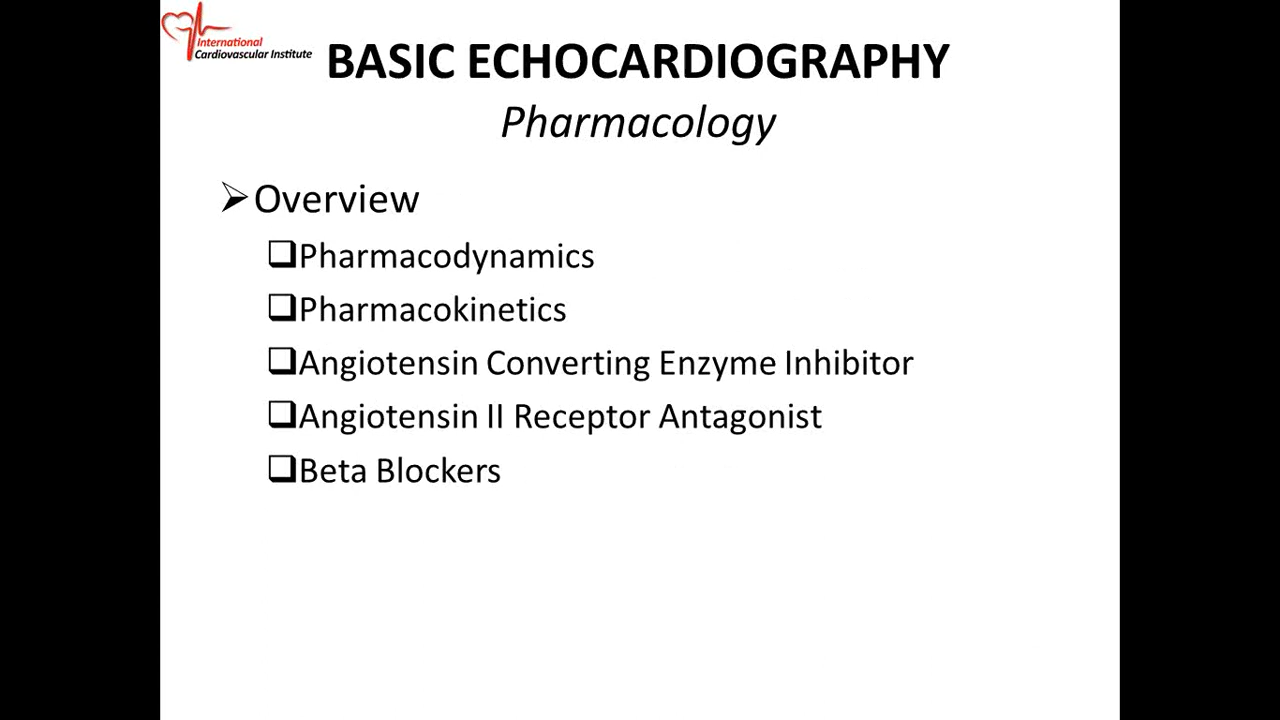 International
Cardiovascular Institute
BASIC ECHOCARDIOGRAPHY
Pharmacology
Overview
Pharmacodynamics
Pharmacokinetics
Angiotensin Converting Enzyme Inhibitor
Angiotensin II Receptor Antagonist
Beta Blockers